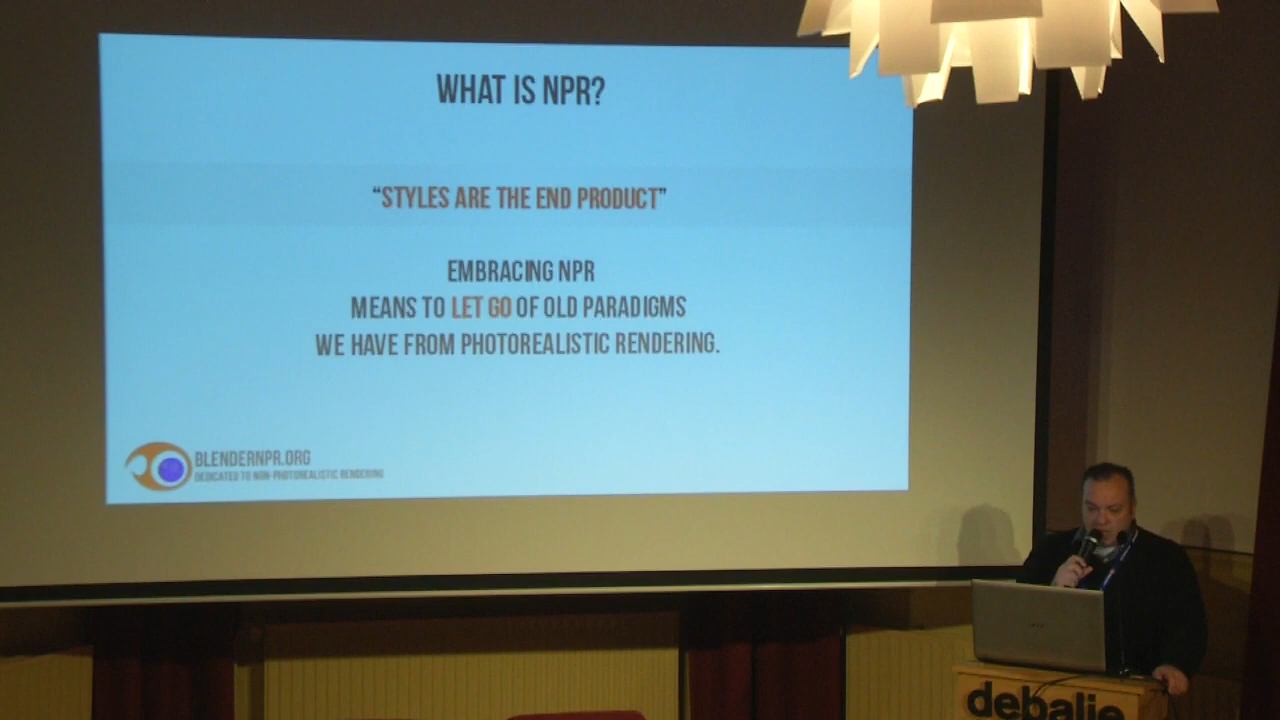 WHAT IS NPR?
“STYLES ARE THE END PRODUCT”
EMBRACING NPR
MEANS TO LET GO OF OLD PARADIGMS
WE HAVE FROM PHOTOREALISTIC RENDERING.
BLENDERNPR.ORG
DEDICATED TO NON-PHOTOREALISTIC RENDERING
debalie